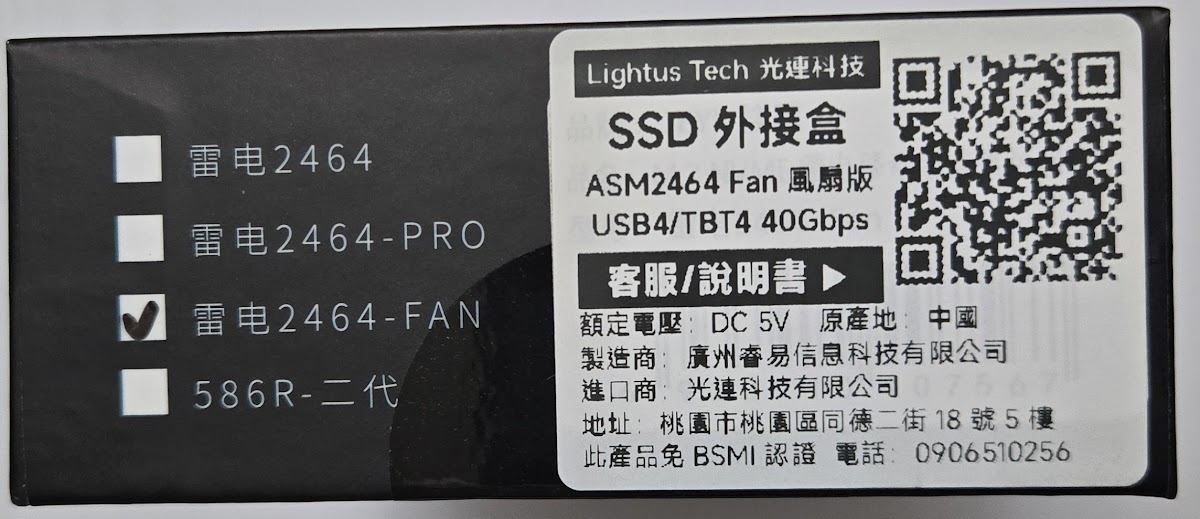 雷电2464
雷电2464-PRO
雷电2464-FAN
586R-二代
Lightus Tech 光連科技
SSD 外接盒
ASM2464 Fan 風扇版
USB4/TBT4 40Gbps
客服/說明書 ▶
額定電壓: DC 5V 原產地: 中國
製造商: 廣州睿易信息科技有限公司
進口商: 光連科技有限公司
地址: 桃園市桃園區同德二街 18 號 5 樓
此產品免 BSMI 認證 電話: 0906510256